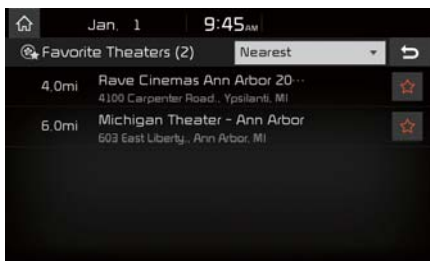 Jan. 1 9:45AM
Favorite Theaters (2) Nearest
4.0mi Rave Cinemas Ann Arbor 20···
4100 Carpenter Road., Ypsilanti, MI
6.0mi Michigan Theater - Ann Arbor
603 East Liberty., Ann Arbor, MI